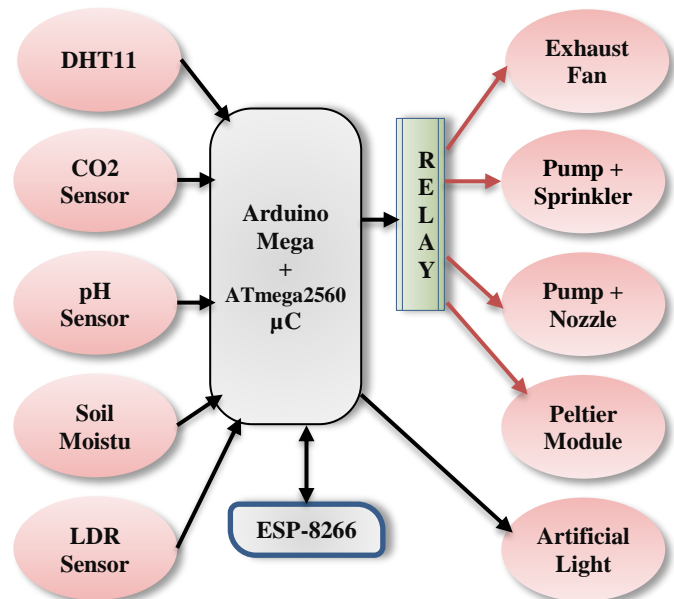 DHT11
CO2
Sensor
pH
Sensor
Soil
Moistu
LDR
Sensor
Arduino
Mega
+
ATmega2560
µC
ESP-8266
R
E
L
A
Y
Exhaust
Fan
Pump +
Sprinkler
Pump +
Nozzle
Peltier
Module
Artificial
Light